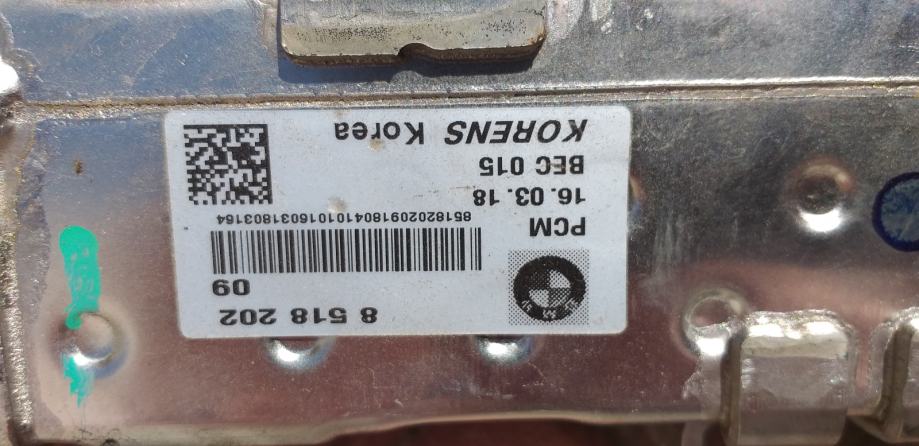 8 518 202
09
8518202091804101016031803164
PCM
16. 03. 18
BEC 015
KORENS Korea